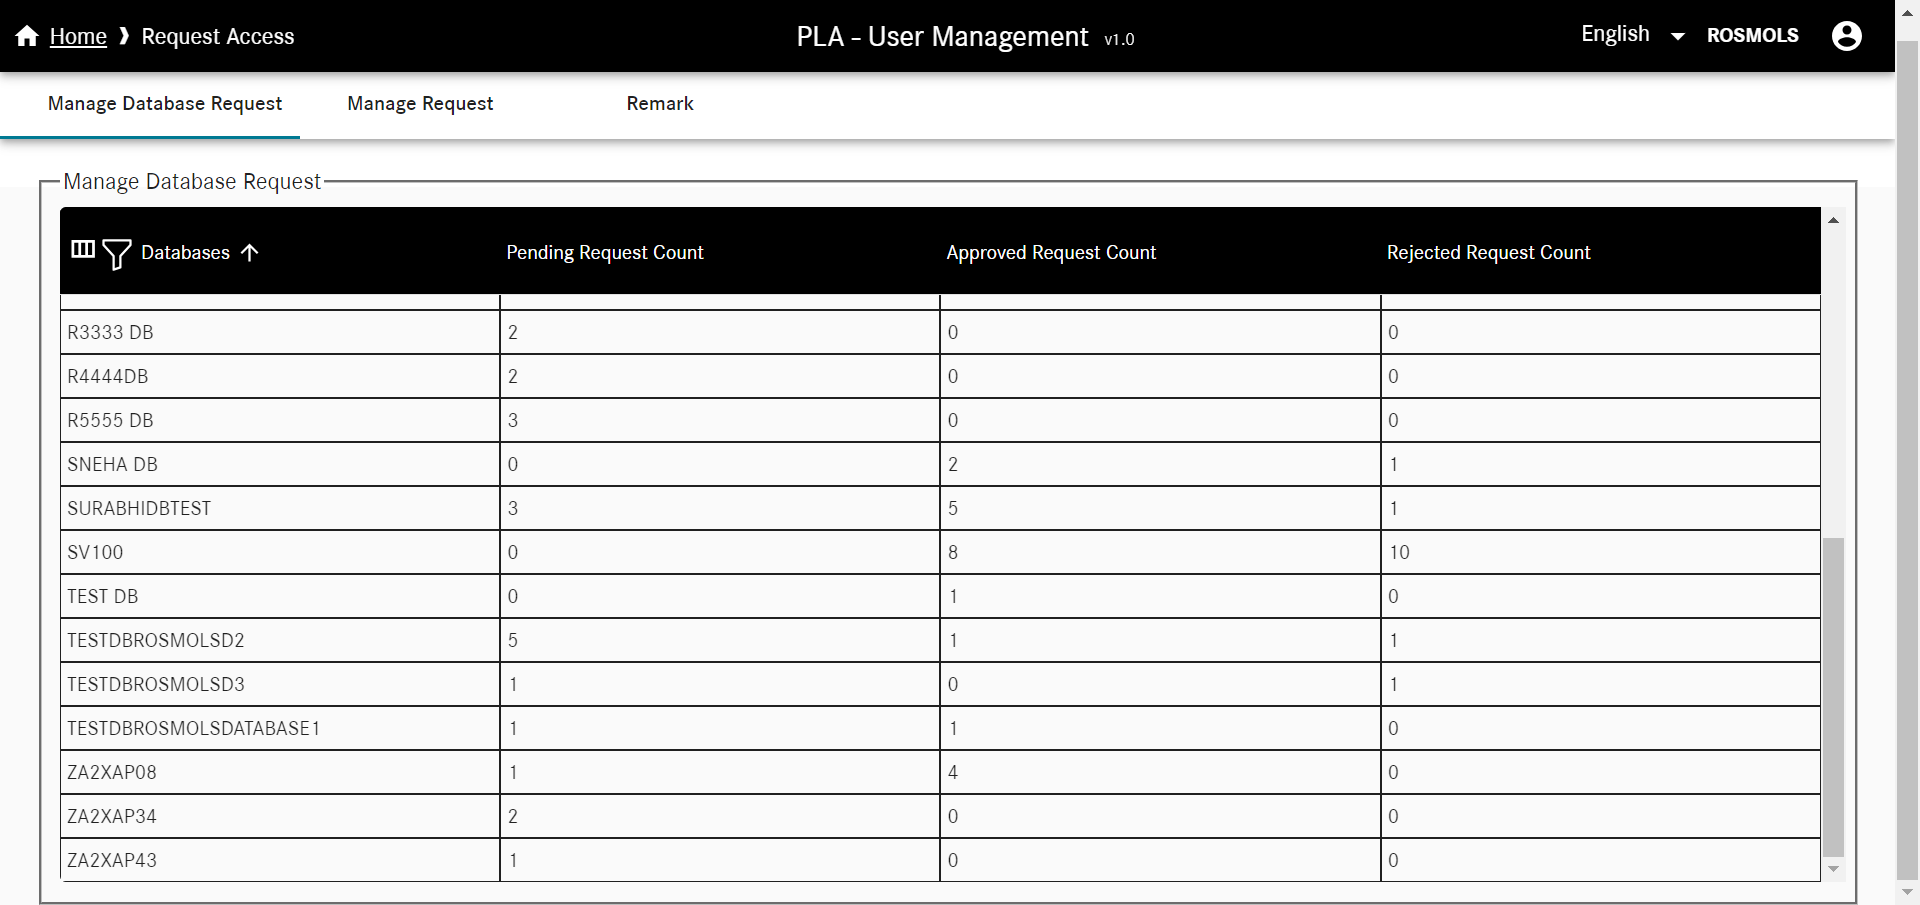 Home ❱ Request Access
PLA - User Management v1.0
English
ROSMOLS
Manage Database Request Manage Request Remark
Manage Database Request
Databases Pending Request Count Approved Request Count Rejected Request Count
R3333 DB 2 0 0
R4444DB 2 0 0
R5555 DB 3 0 0
SNEHA DB 0 2 1
SURABHIDBTEST 3 5 1
SV100 0 8 10
TEST DB 0 1 0
TESTDBROSMOLSD2 5 1 1
TESTDBROSMOLSD3 1 0 1
TESTDBROSMOLSDATABASE1 1 1 0
ZA2XAP08 1 4 0
ZA2XAP34 2 0 0
ZA2XAP43 1 0 0